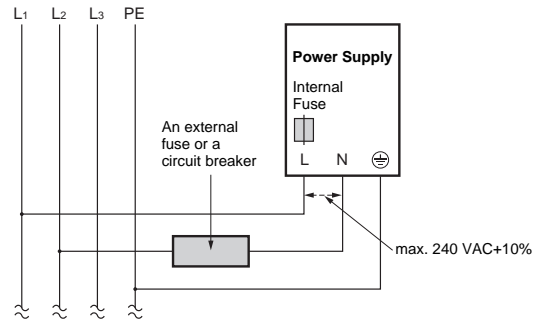 L1 L2 L3 PE
Power Supply
Internal
Fuse
An external
fuse or a
circuit breaker
L N
max. 240 VAC+10%